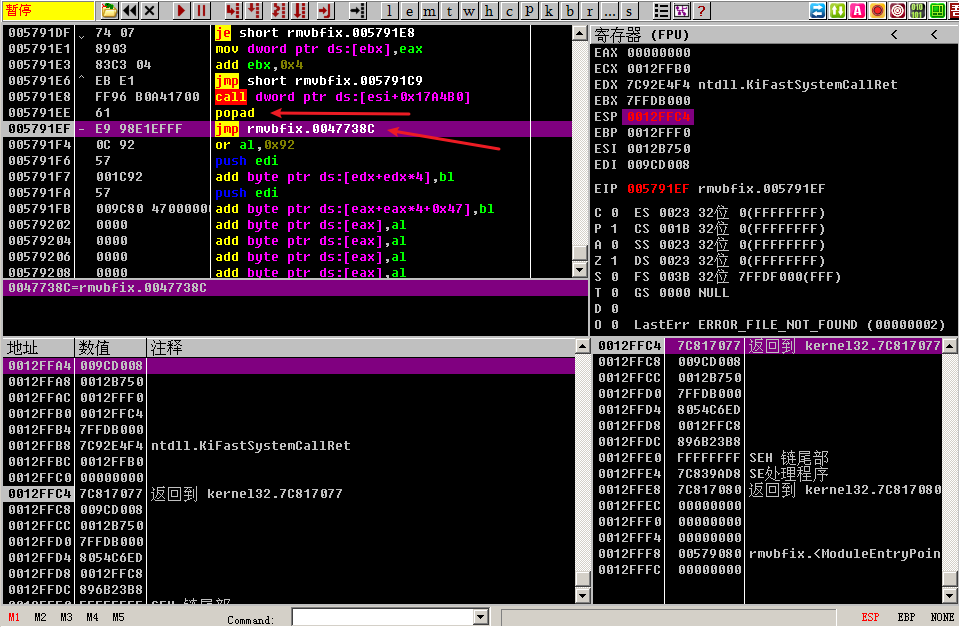 暂停 l e m t w h c p k b r ... s ?
005791DF 74 07 je short rmvbfix.005791E8
005791E1 8903 mov dword ptr ds:[ebx],eax
005791E3 83C3 04 add ebx,0x4
005791E6 ^ EB E1 jmp short rmvbfix.005791C9
005791E8 FF96 B0A41700 call dword ptr ds:[esi+0x17A4B0]
005791EE 61 popad
005791EF - E9 98E1EFFF jmp rmvbfix.0047738C
005791F4 0C 92 or al,0x92
005791F6 57 push edi
005791F7 001C92 add byte ptr ds:[edx+edx*4],bl
005791FA 57 push edi
005791FB 009C80 4700000 add byte ptr ds:[eax+eax*4+0x47],bl
00579202 0000 add byte ptr ds:[eax],al
00579204 0000 add byte ptr ds:[eax],al
00579206 0000 add byte ptr ds:[eax],al
00579208 0000 add byte ptr ds:[eax],al
0047738C=rmvbfix.0047738C
寄存器 (FPU) < <
EAX 00000000
ECX 0012FFB0
EDX 7C92E4F4 ntdll.KiFastSystemCallRet
EBX 7FFDB000
ESP 0012FFC4
EBP 0012FFF0
ESI 0012B750
EDI 009CD008
EIP 005791EF rmvbfix.005791EF
C 0 ES 0023 32位 0(FFFFFFFF)
P 1 CS 001B 32位 0(FFFFFFFF)
A 0 SS 0023 32位 0(FFFFFFFF)
Z 1 DS 0023 32位 0(FFFFFFFF)
S 0 FS 003B 32位 7FFDF000(FFF)
T 0 GS 0000 NULL
D 0
O 0 LastErr ERROR_FILE_NOT_FOUND (00000002)
地址 数值 注释
0012FFA4 009CD008
0012FFA8 0012B750
0012FFAC 0012FFF0
0012FFB0 0012FFC4
0012FFB4 7FFDB000
0012FFB8 7C92E4F4 ntdll.KiFastSystemCallRet
0012FFBC 0012FFB0
0012FFC0 00000000
0012FFC4 7C817077 返回到 kernel32.7C817077
0012FFC8 009CD008
0012FFCC 0012B750
0012FFD0 7FFDB000
0012FFD4 8054C6ED
0012FFD8 0012FFC8
0012FFDC 896B23B8
0012FFC4 7C817077 返回到 kernel32.7C817077
0012FFC8 009CD008
0012FFCC 0012B750
0012FFD0 7FFDB000
0012FFD4 8054C6ED
0012FFD8 0012FFC8
0012FFDC 896B23B8
0012FFE0 FFFFFFFF SEH 链尾部
0012FFE4 7C839AD8 SE处理程序
0012FFE8 7C817080 返回到 kernel32.7C817080
0012FFEC 00000000
0012FFF0 00000000
0012FFF4 00000000
0012FFF8 00579080 rmvbfix.<ModuleEntryPoin
0012FFFC 00000000
M1 M2 M3 M4 M5 Command: ESP EBP NONE